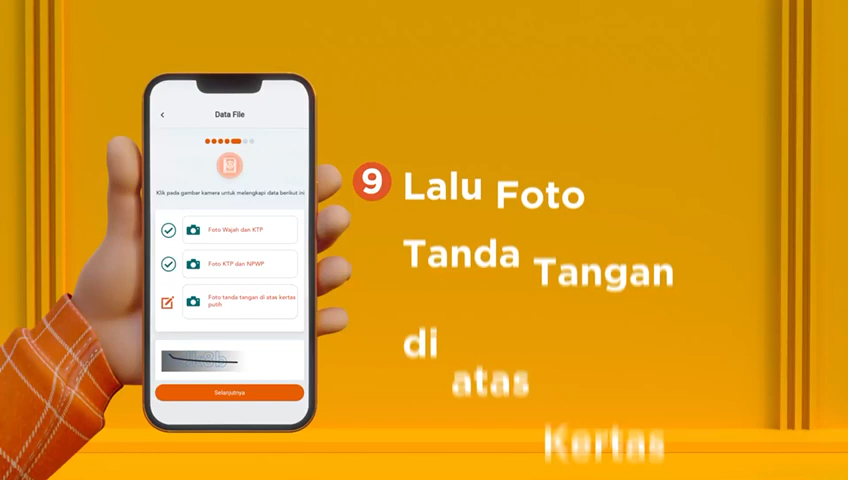 Data File
Klik pada gambar kamera untuk melengkapi data berikut ini
Foto Wajah dan KTP
Foto KTP dan NPWP
Foto tanda tangan di atas kertas
putih
Selanjutnya
9 Lalu Foto
Tanda Tangan
di
atas
Kertas